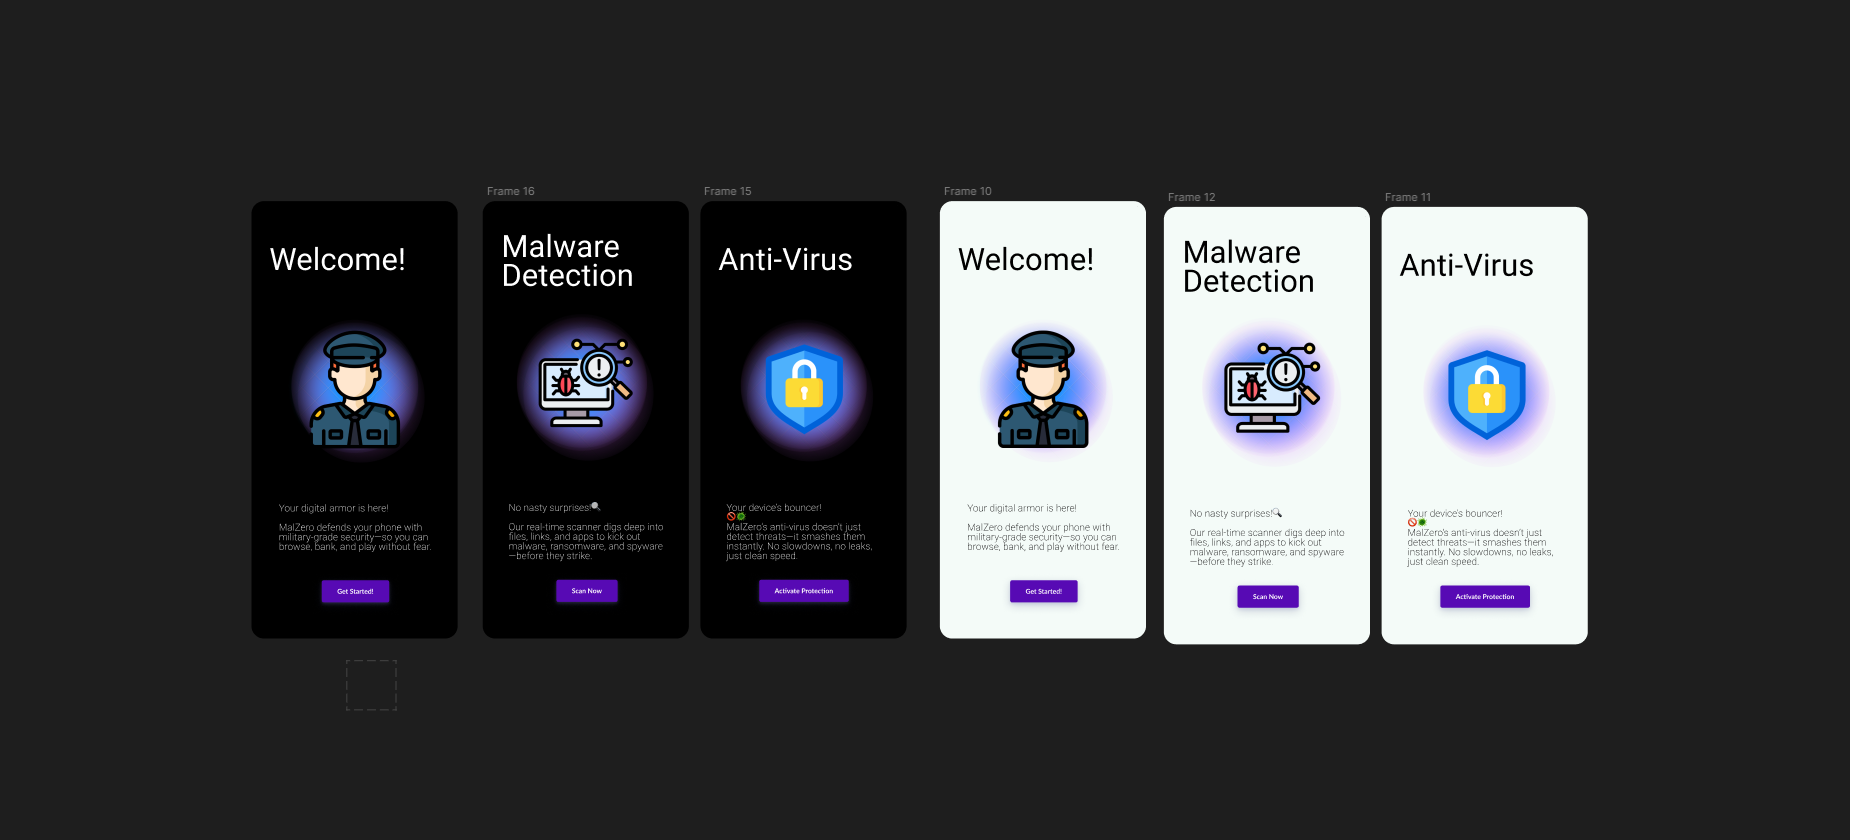 Welcome!
Your digital armor is here!
MalZero defends your phone with
military-grade security—so you can
browse, bank, and play without fear.
Get Started!
Frame 16
Malware
Detection
No nasty surprises!🔍
Our real-time scanner digs deep into
files, links, and apps to kick out
malware, ransomware, and spyware
—before they strike.
Scan Now
Frame 15
Anti-Virus
Your device's bouncer!
🚫
MalZero's anti-virus doesn't just
detect threats—it smashes them
instantly. No slowdowns, no leaks,
just clean speed.
Activate Protection
Frame 10
Welcome!
Your digital armor is here!
MalZero defends your phone with
military-grade security—so you can
browse, bank, and play without fear.
Get Started!
Frame 12
Malware
Detection
No nasty surprises!🔍
Our real-time scanner digs deep into
files, links, and apps to kick out
malware, ransomware, and spyware
—before they strike.
Scan Now
Frame 11
Anti-Virus
Your device's bouncer!
🚫
MalZero's anti-virus doesn't just
detect threats—it smashes them
instantly. No slowdowns, no leaks,
just clean speed.
Activate Protection